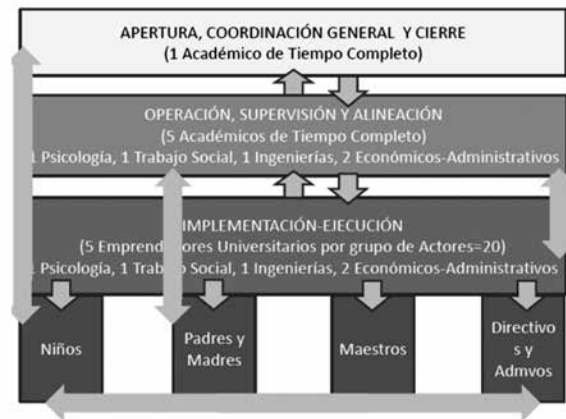 APERTURA, COORDINACIÓN GENERAL Y CIERRE
(1 Académico de Tiempo Completo)
OPERACIÓN, SUPERVISIÓN Y ALINEACIÓN
(5 Académicos de Tiempo Completo)
1 Psicología, 1 Trabajo Social, 1 Ingenierías, 2 Económicos-Administrativos
IMPLEMENTACIÓN-EJECUCIÓN
(5 Emprendedores Universitarios por grupo de Actores=20)
1 Psicología, 1 Trabajo Social, 1 Ingenierías, 2 Económicos-Administrativos
Niños
Padres y
Madres
Maestros
Directivo
s y
Admvos